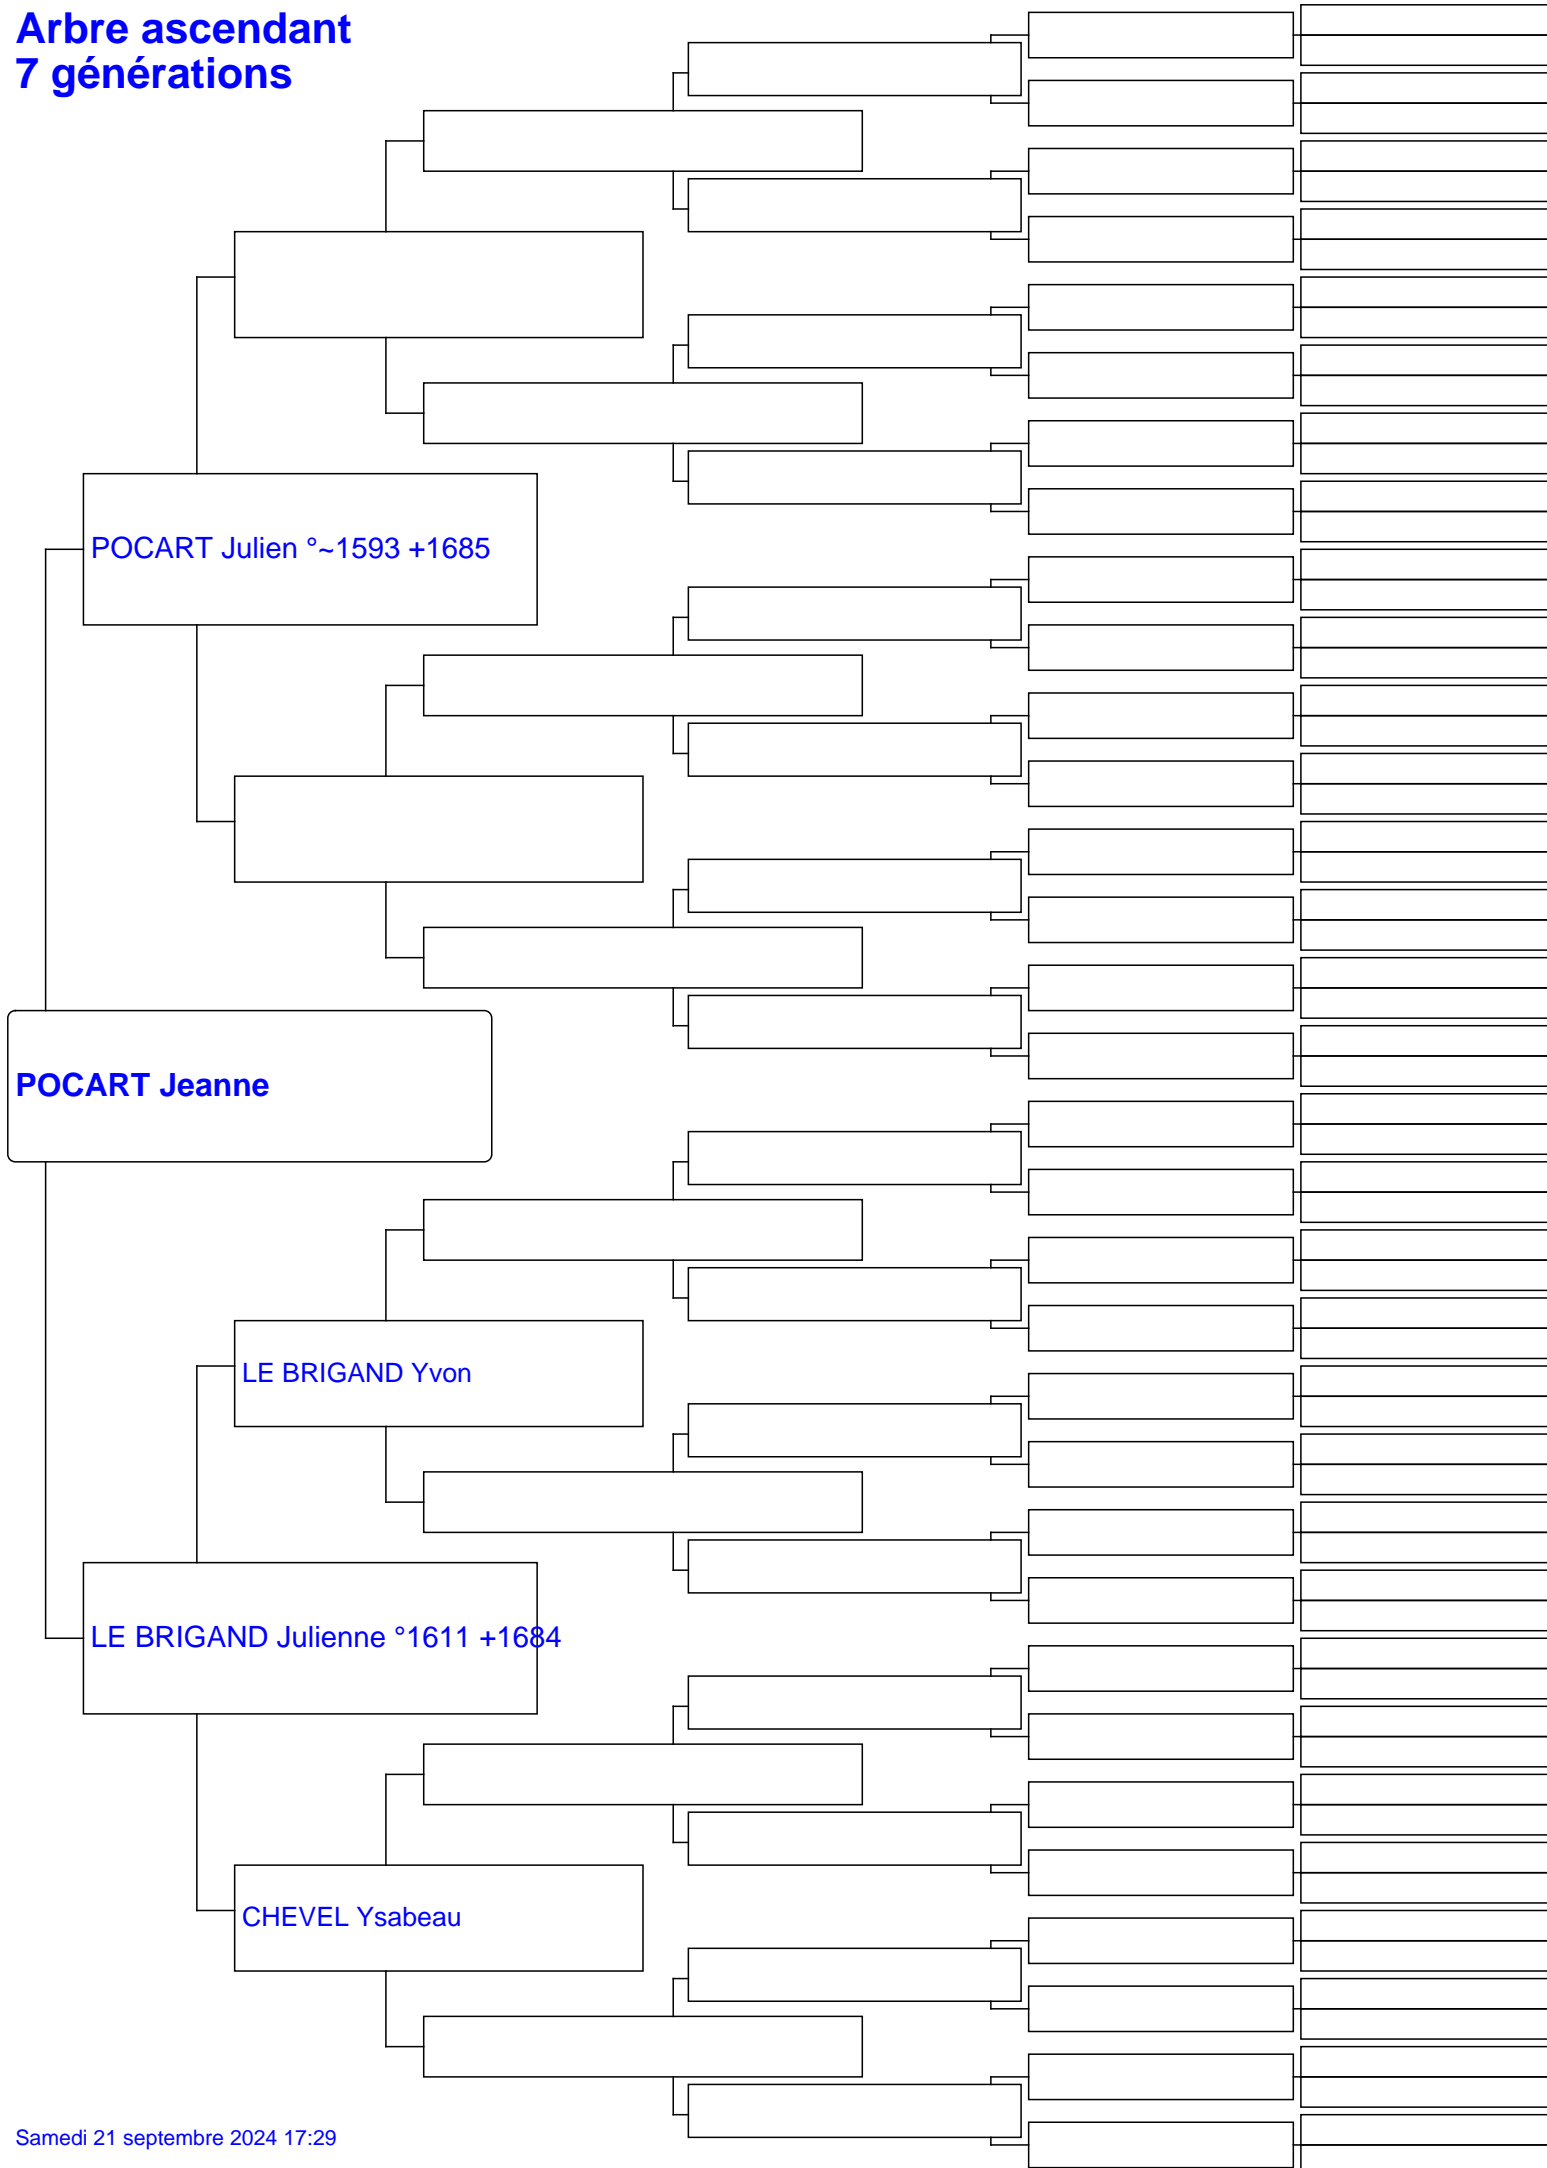 Arbre ascendant
7 générations
POCART Julien °~1593 +1685
POCART Jeanne
LE BRIGAND Yvon
LE BRIGAND Julienne °1611 +1684
CHEVEL Ysabeau
Samedi 21 septembre 2024 17:29